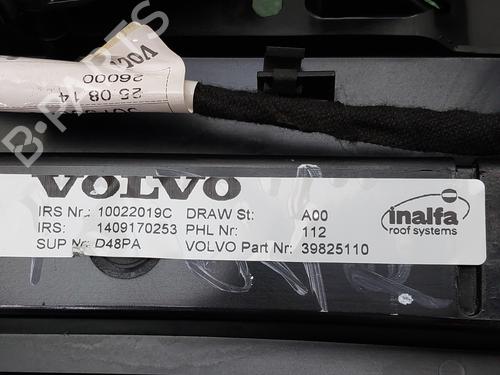 25 08 14
26000
B-PARTS
VOLVO
IRS Nr.: 10022019C DRAW St: A00
IRS: 1409170253 PHL Nr: 112
SUP Nr: D48PA VOLVO Part Nr: 39825110
inalfa
roof systems